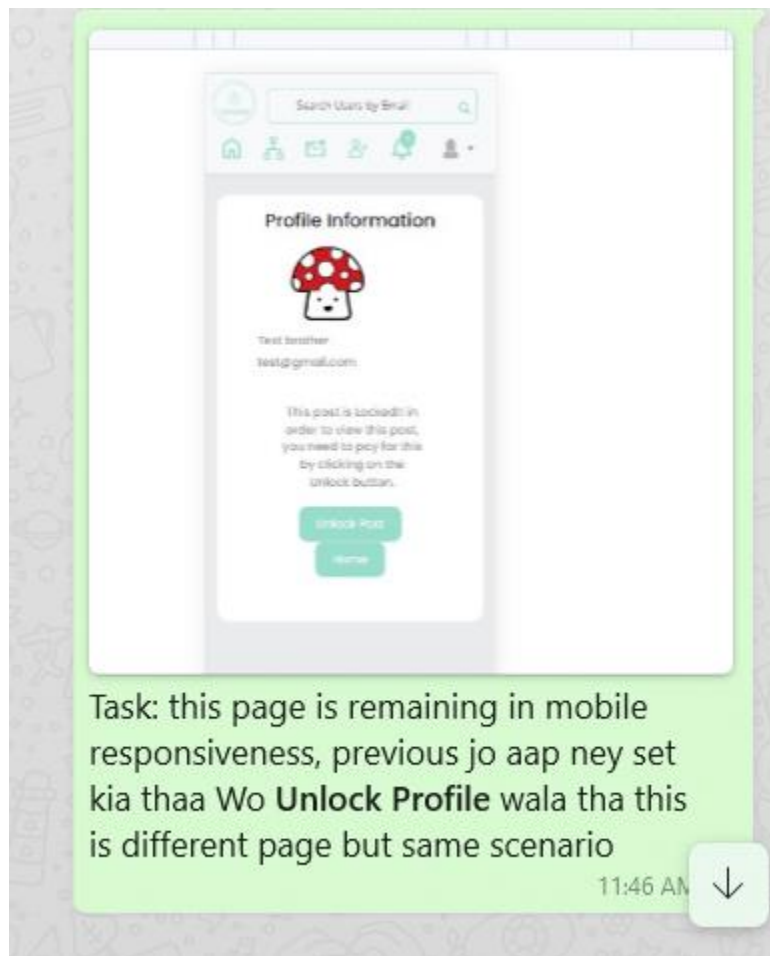 Search Users by Email
Profile Information
Test brother
test@gmail.com
This post is Locked!! in
order to view this post,
you need to pay for this
by clicking on the
Unlock button.
Unlock Post
Home
Task: this page is remaining in mobile
responsiveness, previous jo aap ney set
kia thaa Wo Unlock Profile wala tha this
is different page but same scenario
11:46 AM